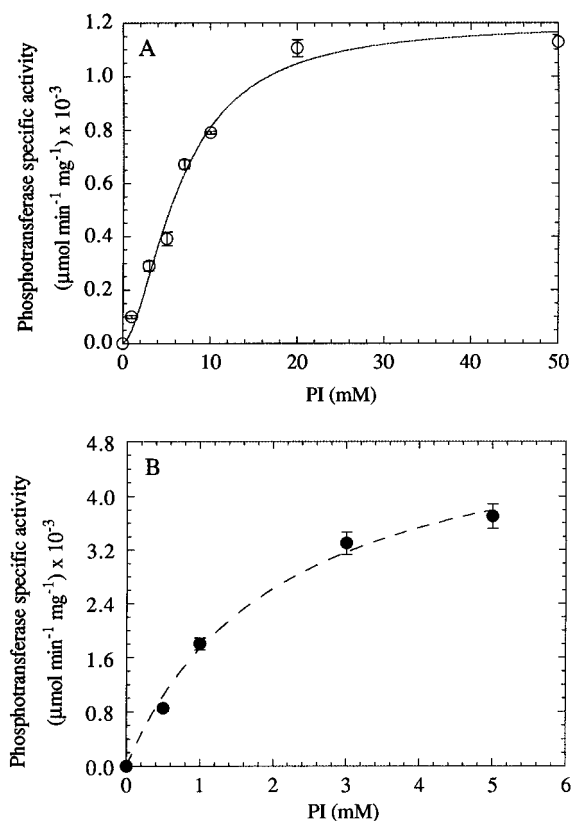 A
Phosphotransferase specific activity
(µmol min⁻¹ mg⁻¹) x 10⁻³
1.2
1.0
0.8
0.6
0.4
0.2
0.0
0 10 20 30 40 50
PI (mM)
B
Phosphotransferase specific activity
(µmol min⁻¹ mg⁻¹) x 10⁻³
4.8
4.0
3.2
2.4
1.6
0.8
0.0
0 1 2 3 4 5 6
PI (mM)